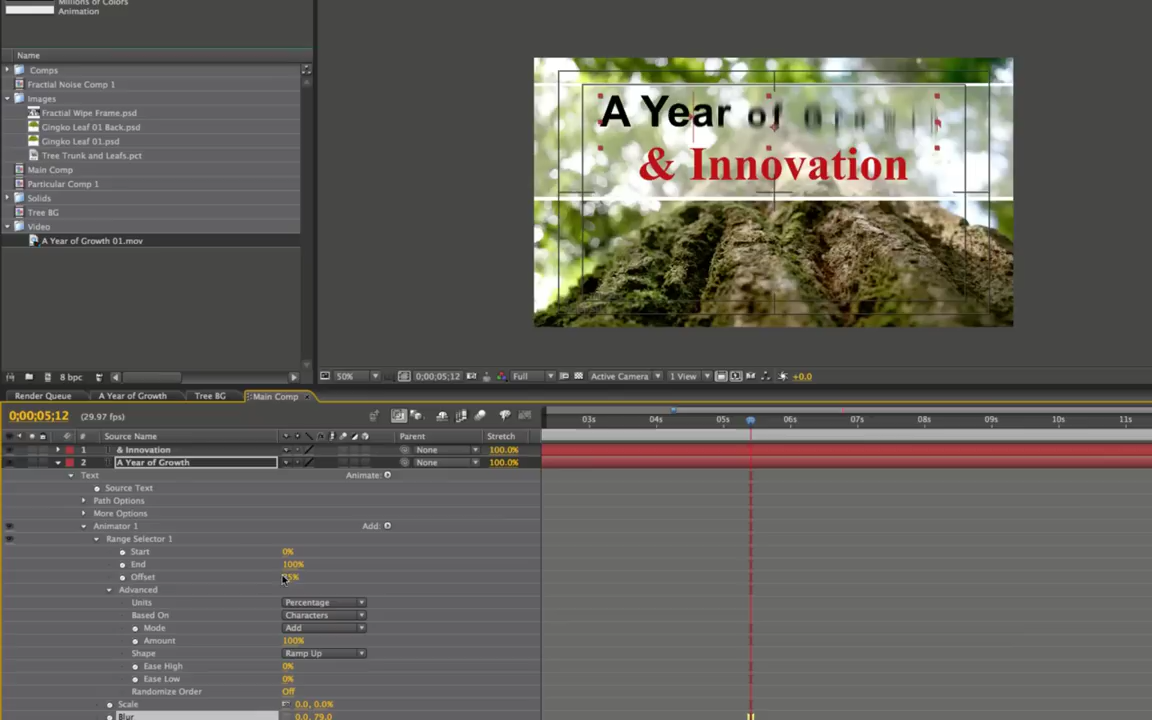 Millions of Colors
Animation
Name
Comps
Fractal Noise Comp 1
Images
Fractal Wipe Frame.psd
Gingko Leaf 01 Back.psd
Gingko Leaf 01.psd
Tree Trunk and Leafs.pct
Main Comp
Particular Comp 1
Solids
Tree BG
Video
A Year of Growth 01.mov
8 bpc
A Year of
& Innovation
50%
0;00;05;12
Full
Active Camera
1 View
+0.0
Render Queue
A Year of Growth
Tree BG
Main Comp
0;00;05;12
(29.97 fps)
03s 04s 05s 06s 07s 08s 09s 10s 11s
# Source Name Parent Stretch
1 & Innovation None 100.0%
2 A Year of Growth None 100.0%
Text Animate:
Source Text
Path Options
More Options
Animator 1 Add:
Range Selector 1
Start 0%
End 100%
Offset
Advanced
Units Percentage
Based On Characters
Mode Add
Amount 100%
Shape Ramp Up
Ease High 0%
Ease Low 0%
Randomize Order Off
Scale 0.0, 0.0%
Blur 0.0, 79.0